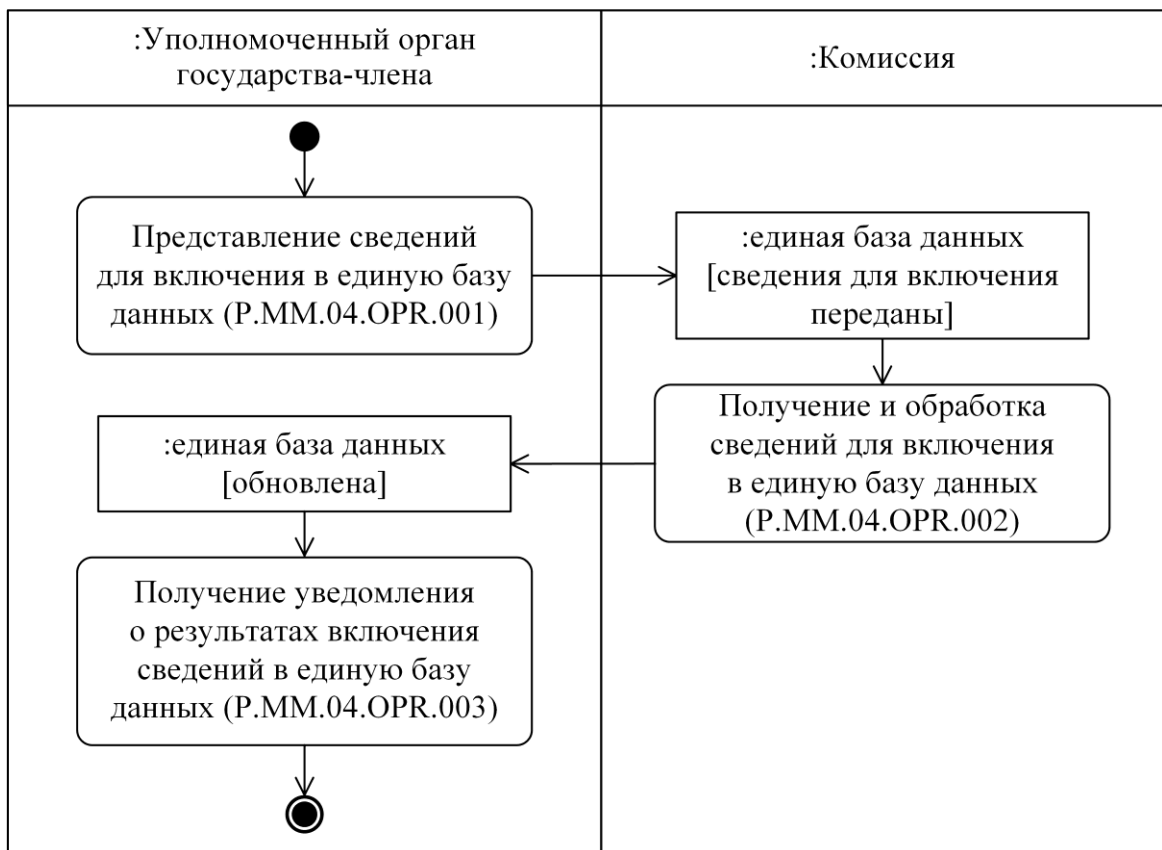 :Уполномоченный орган
государства-члена
:Комиссия
Представление сведений
для включения в единую базу
данных (P.MM.04.OPR.001)
:единая база данных
[сведения для включения
переданы]
Получение и обработка
сведений для включения
в единую базу данных
(P.MM.04.OPR.002)
:единая база данных
[обновлена]
Получение уведомления
о результатах включения
сведений в единую базу
данных (P.MM.04.OPR.003)